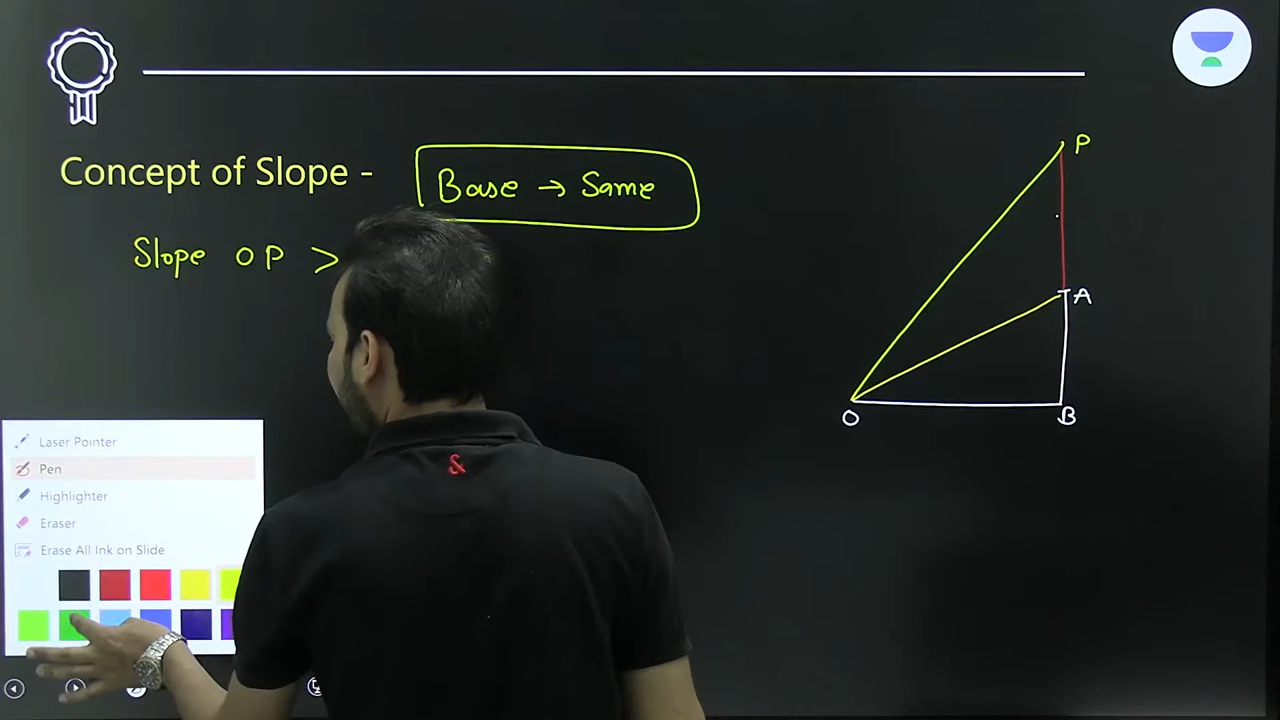 Concept of Slope - Base → Same
Slope OP >
P
A
O
B
&
Laser Pointer
Pen
Highlighter
Eraser
Erase All Ink on Slide